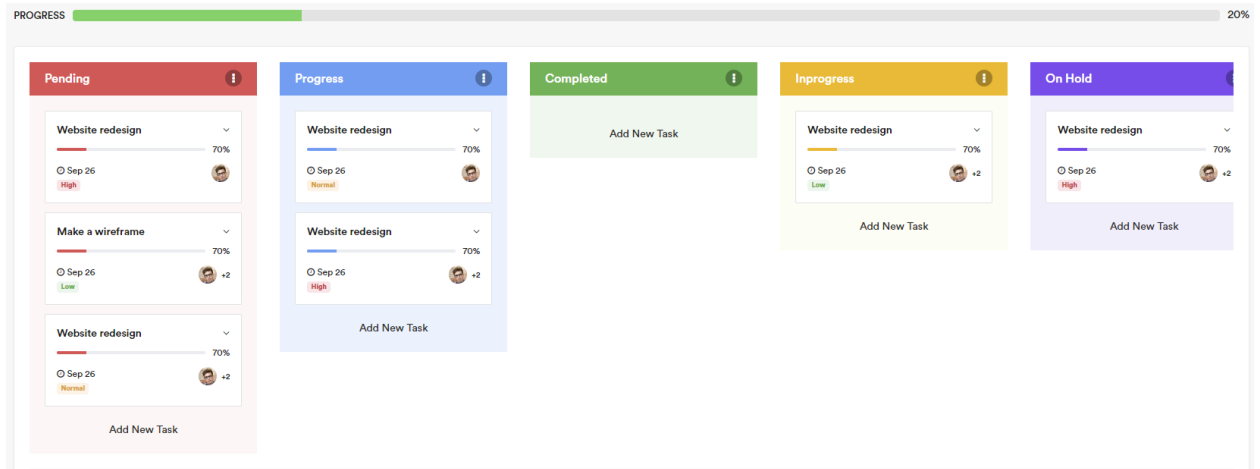 PROGRESS 20%
Pending
Website redesign
70%
Sep 26
High
Make a wireframe
70%
Sep 26
+2
Low
Website redesign
70%
Sep 26
+2
Normal
Add New Task
Progress
Website redesign
70%
Sep 26
Normal
Website redesign
70%
Sep 26
+2
High
Add New Task
Completed
Add New Task
Inprogress
Website redesign
70%
Sep 26
+2
Low
Add New Task
On Hold
Website redesign
70%
Sep 26
+2
High
Add New Task